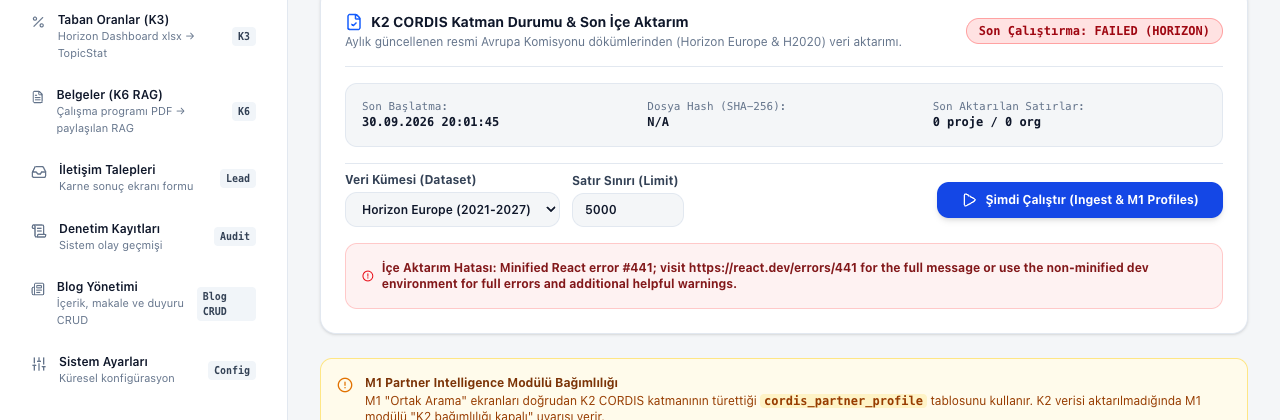 Taban Oranlar (K3)
Horizon Dashboard xlsx →
TopicStat
K3
Belgeler (K6 RAG)
Çalışma programı PDF →
paylaşılan RAG
K6
İletişim Talepleri
Karne sonuç ekranı formu
Lead
Denetim Kayıtları
Sistem olay geçmişi
Audit
Blog Yönetimi
İçerik, makale ve duyuru
CRUD
Blog
CRUD
Sistem Ayarları
Küresel konfigürasyon
Config
K2 CORDIS Katman Durumu & Son İçe Aktarım
Aylık güncellenen resmi Avrupa Komisyonu dökümlerinden (Horizon Europe & H2020) veri aktarımı.
Son Çalıştırma: FAILED (HORIZON)
Son Başlatma:
30.09.2026 20:01:45
Dosya Hash (SHA-256):
N/A
Son Aktarılan Satırlar:
0 proje / 0 org
Veri Kümesi (Dataset)
Horizon Europe (2021-2027)
Satır Sınırı (Limit)
5000
Şimdi Çalıştır (Ingest & M1 Profiles)
İçe Aktarım Hatası: Minified React error #441; visit https://react.dev/errors/441 for the full message or use the non-minified dev
environment for full errors and additional helpful warnings.
M1 Partner Intelligence Modülü Bağımlılığı
M1 "Ortak Arama" ekranları doğrudan K2 CORDIS katmanının türettiği cordis_partner_profile tablosunu kullanır. K2 verisi aktarılmadığında M1
modülü "K2 bağımlılığı kapalı" uyarısı verir.